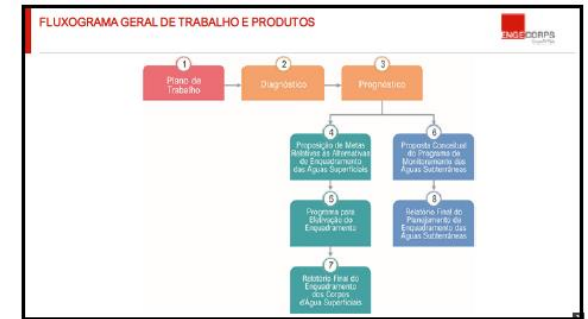 FLUXOGRAMA GERAL DE TRABALHO E PRODUTOS
ENGECORPS
1
Plano de
Trabalho
2
Diagnóstico
3
Prognóstico
4
Proposição de Metas
Relativas às Alternativas
de Enquadramento
das Águas Superficiais
6
Proposta Conceitual
do Programa de
Monitoramento das
Águas Subterrâneas
5
Programa para
Efetivação do
Enquadramento
8
Relatório Final do
Planejamento do
Enquadramento das
Águas Subterrâneas
7
Relatório Final do
Enquadramento
dos Corpos
d'Água Superficiais